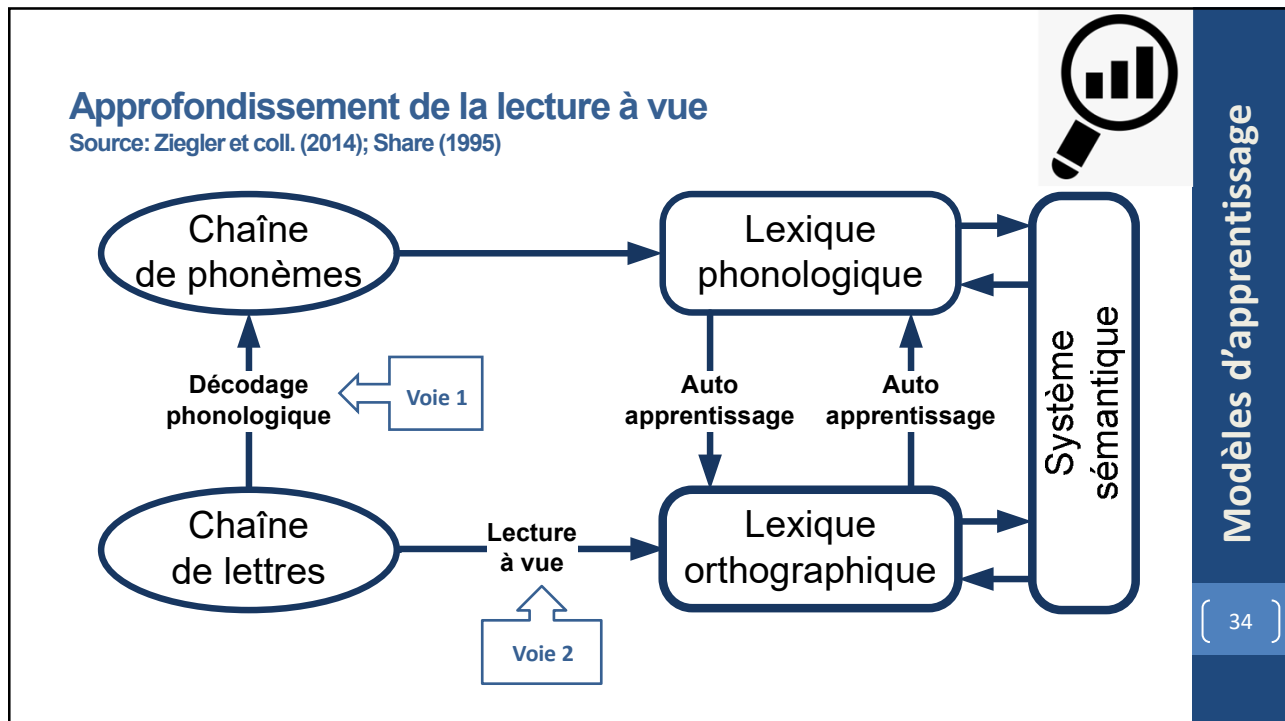 Approfondissement de la lecture à vue
Source: Ziegler et coll. (2014); Share (1995)
Chaîne
de phonèmes
Lexique
phonologique
Décodage
phonologique
Voie 1
Auto
apprentissage
Auto
apprentissage
Système
sémantique
Chaîne
de lettres
Lecture
à vue
Lexique
orthographique
Voie 2
Modèles d'apprentissage
34